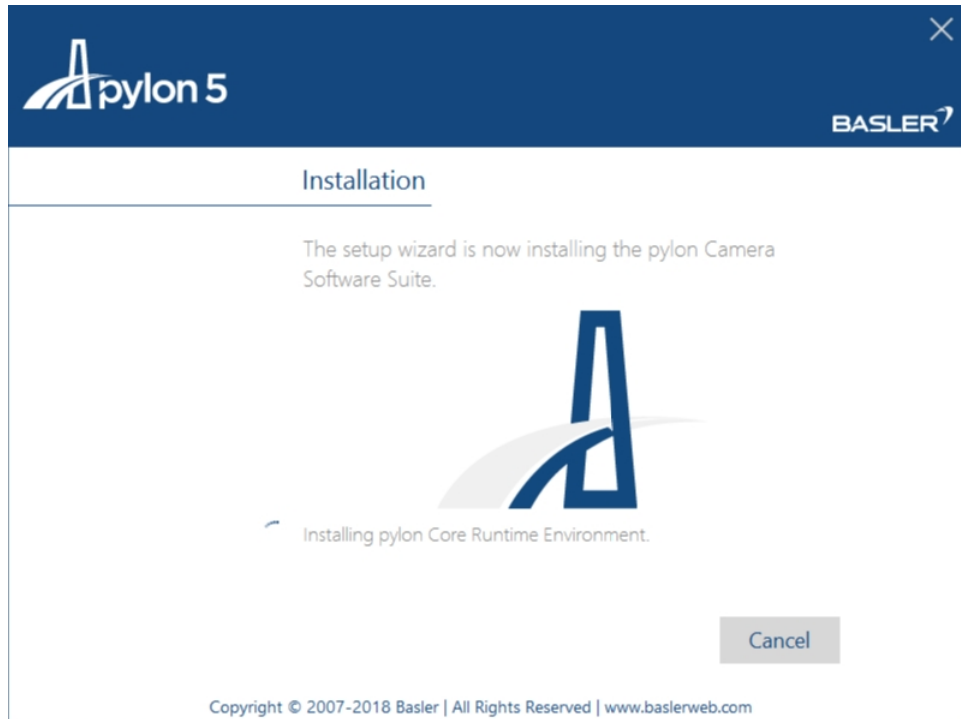 pylon 5
BASLER
Installation
The setup wizard is now installing the pylon Camera
Software Suite.
Installing pylon Core Runtime Environment.
Cancel
Copyright © 2007-2018 Basler | All Rights Reserved | www.baslerweb.com